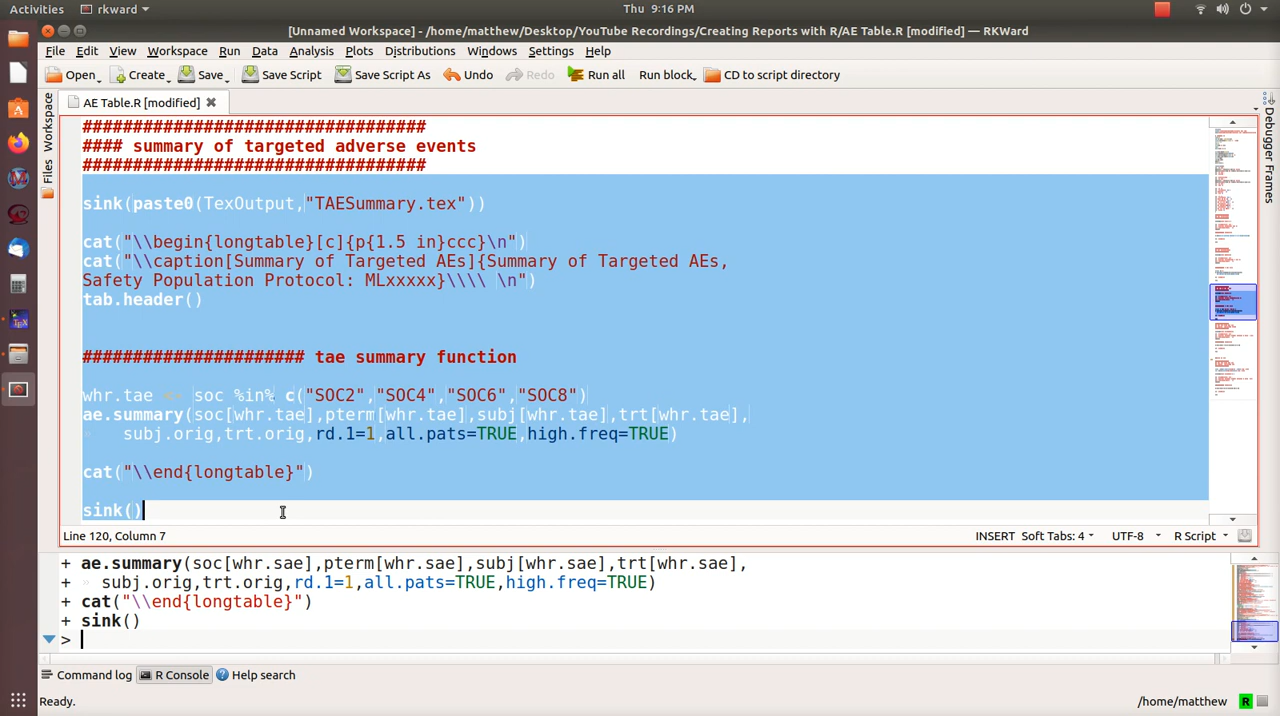 Activities rkward Thu 9:16 PM
[Unnamed Workspace] - /home/matthew/Desktop/YouTube Recordings/Creating Reports with R/AE Table.R [modified] — RKWard
File Edit View Workspace Run Data Analysis Plots Distributions Windows Settings Help
Open Create Save Save Script Save Script As Undo Redo Run all Run block CD to script directory
AE Table.R [modified]
Workspace
Files
Debugger Frames
##################################
#### summary of targeted adverse events
##################################
sink(paste0(TexOutput,"TAESummary.tex"))
cat("\\begin{longtable}[c]{p{1.5 in}ccc}\n")
cat("\\caption[Summary of Targeted AEs]{Summary of Targeted AEs,
Safety Population Protocol: MLxxxxx}\\\\ \n")
tab.header()
###################### tae summary function
whr.tae <- soc %in% c("SOC2","SOC4","SOC6","SOC8")
ae.summary(soc[whr.tae],pterm[whr.tae],subj[whr.tae],trt[whr.tae],
subj.orig,trt.orig,rd.1=1,all.pats=TRUE,high.freq=TRUE)
cat("\\end{longtable}")
sink()
Line 120, Column 7 INSERT Soft Tabs: 4 UTF-8 R Script
+ ae.summary(soc[whr.sae],pterm[whr.sae],subj[whr.sae],trt[whr.sae],
+ subj.orig,trt.orig,rd.1=1,all.pats=TRUE,high.freq=TRUE)
+ cat("\\end{longtable}")
+ sink()
>
Command log R Console Help search
Ready. /home/matthew R